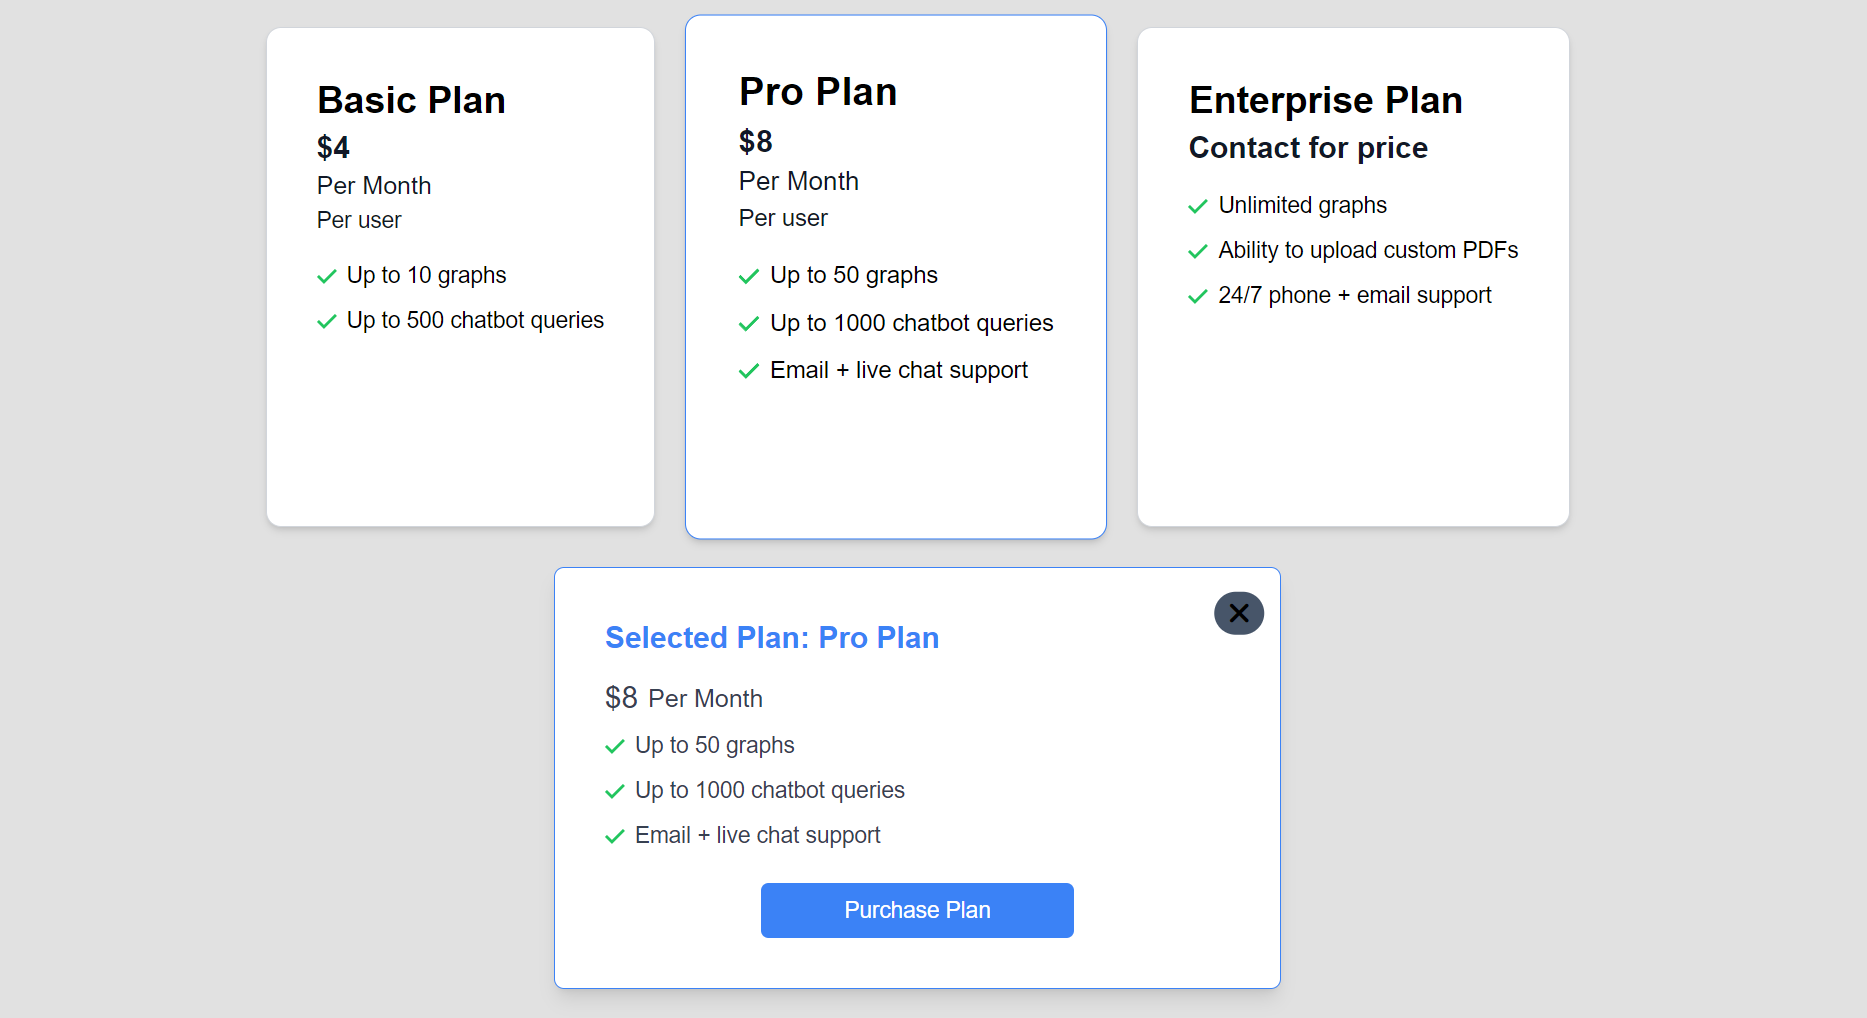 Basic Plan
$4
Per Month
Per user
Up to 10 graphs
Up to 500 chatbot queries
Pro Plan
$8
Per Month
Per user
Up to 50 graphs
Up to 1000 chatbot queries
Email + live chat support
Enterprise Plan
Contact for price
Unlimited graphs
Ability to upload custom PDFs
24/7 phone + email support
Selected Plan: Pro Plan
$8 Per Month
Up to 50 graphs
Up to 1000 chatbot queries
Email + live chat support
Purchase Plan